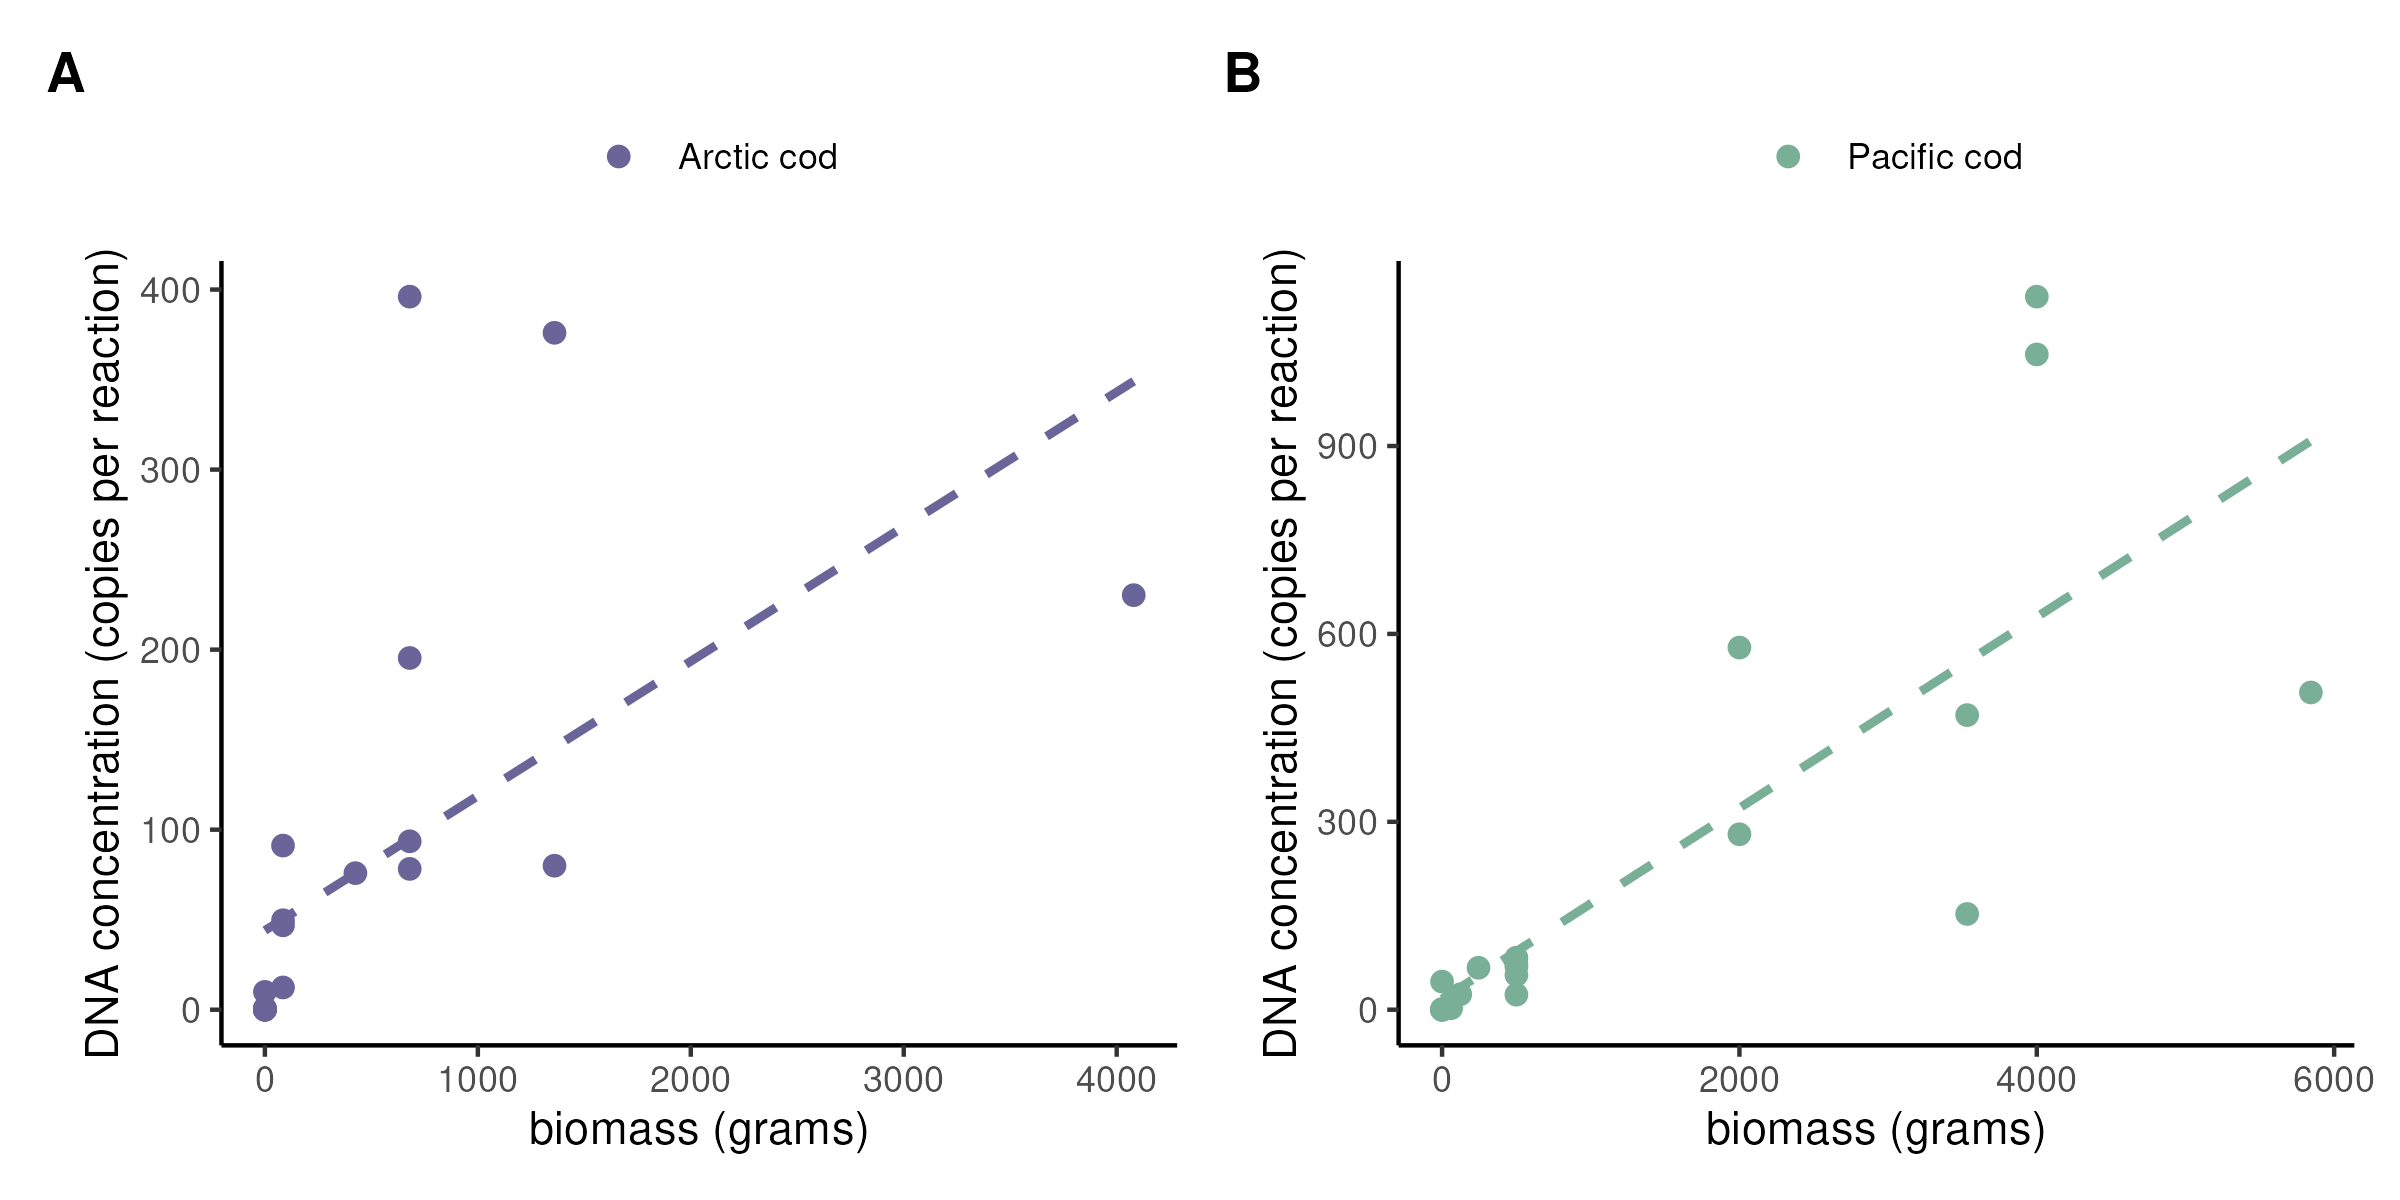 A
Arctic cod
DNA concentration (copies per reaction)
400
300
200
100
0
0 1000 2000 3000 4000
biomass (grams)
B
Pacific cod
DNA concentration (copies per reaction)
900
600
300
0
0 2000 4000 6000
biomass (grams)